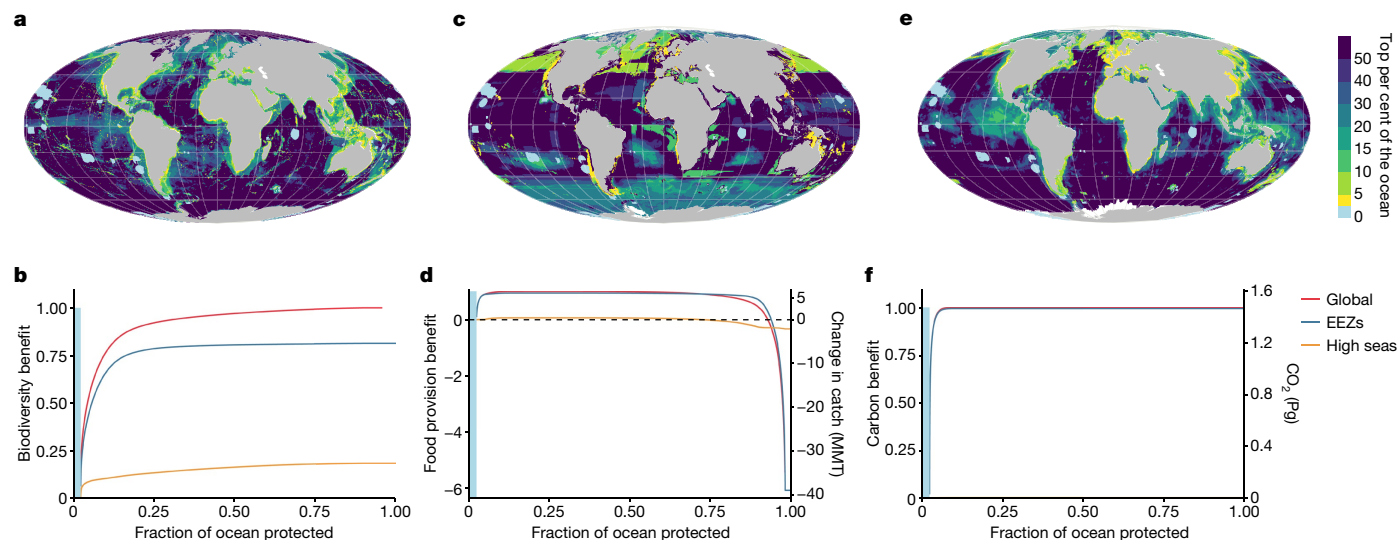 a
c
e
Top per cent of the ocean
50
40
30
20
15
10
5
0
b
Biodiversity benefit
1.00
0.75
0.50
0.25
0
0 0.25 0.50 0.75 1.00
Fraction of ocean protected
d
Food provision benefit
0
−2
−4
−6
5
0
−10
−20
−30
−40
Change in catch (MMT)
0 0.25 0.50 0.75 1.00
Fraction of ocean protected
f
Carbon benefit
1.00
0.75
0.50
0.25
0
1.6
1.2
0.8
0.4
0
CO2 (Pg)
0 0.25 0.50 0.75 1.00
Fraction of ocean protected
Global
EEZs
High seas